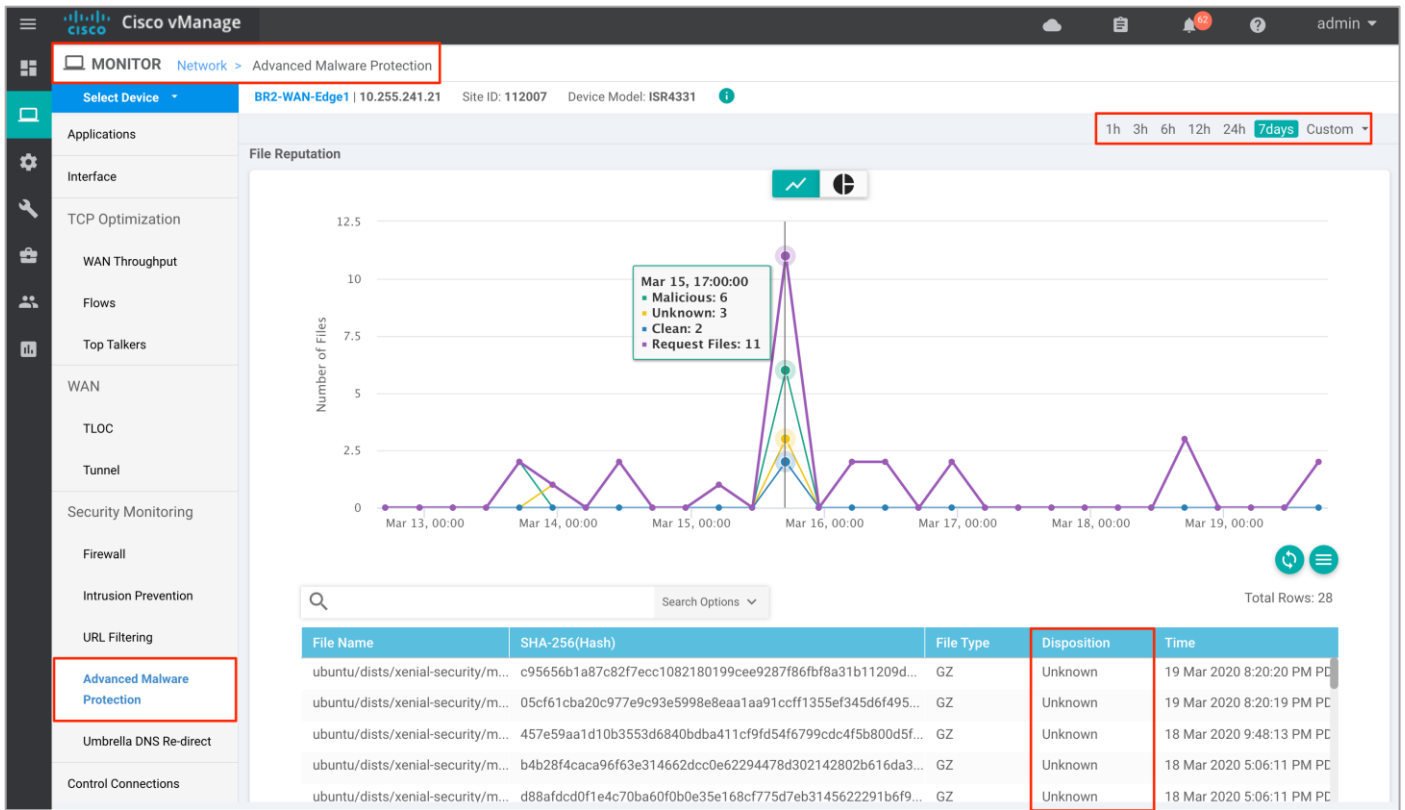 cisco Cisco vManage
62
admin
MONITOR Network > Advanced Malware Protection
Select Device
BR2-WAN-Edge1 | 10.255.241.21 Site ID: 112007 Device Model: ISR4331 i
Applications
Interface
TCP Optimization
WAN Throughput
Flows
Top Talkers
WAN
TLOC
Tunnel
Security Monitoring
Firewall
Intrusion Prevention
URL Filtering
Advanced Malware
Protection
Umbrella DNS Re-direct
Control Connections
1h 3h 6h 12h 24h 7days Custom
File Reputation
12.5
10
7.5
5
2.5
0
Number of Files
Mar 15, 17:00:00
Malicious: 6
Unknown: 3
Clean: 2
Request Files: 11
Mar 13, 00:00 Mar 14, 00:00 Mar 15, 00:00 Mar 16, 00:00 Mar 17, 00:00 Mar 18, 00:00 Mar 19, 00:00
Search Options
Total Rows: 28
File Name SHA-256(Hash) File Type Disposition Time
ubuntu/dists/xenial-security/m... c95656b1a87c82f7ecc1082180199cee9287f86fbf8a31b11209d... GZ Unknown 19 Mar 2020 8:20:20 PM PD
ubuntu/dists/xenial-security/m... 05cf61cba20c977e9c93e5998e8eaa1aa91ccff1355ef345d6f495... GZ Unknown 19 Mar 2020 8:20:19 PM PD
ubuntu/dists/xenial-security/m... 457e59aa1d10b3553d6840bdba411cf9fd54f6799cdc4f5b800d5f... GZ Unknown 18 Mar 2020 9:48:13 PM PD
ubuntu/dists/xenial-security/m... b4b28f4caca96f63e314662dcc0e62294478d302142802b616da3... GZ Unknown 18 Mar 2020 5:06:11 PM PD
ubuntu/dists/xenial-security/m... d88afdcd0f1e4c70ba60f0b0e35e168cf775d7eb3145622291b6f9... GZ Unknown 18 Mar 2020 5:06:11 PM PD